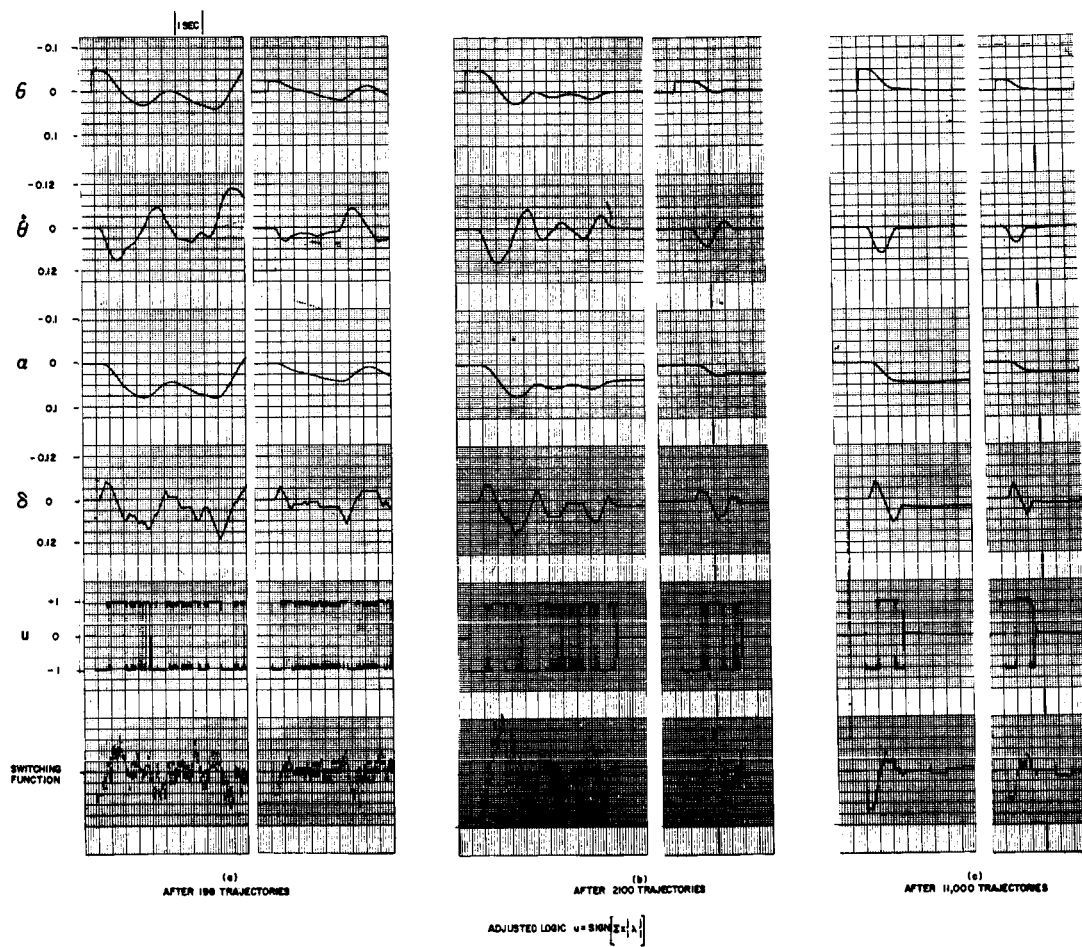 1 SEC
-0.1
θ 0
0.1
-0.12
θ̇ 0
0.12
-0.1
α 0
0.1
-0.12
δ 0
0.12
+1
u 0
-1
SWITCHING
FUNCTION
(a)
AFTER 199 TRAJECTORIES
(b)
AFTER 2100 TRAJECTORIES
(c)
AFTER 11,000 TRAJECTORIES
ADJUSTED LOGIC u = SIGN